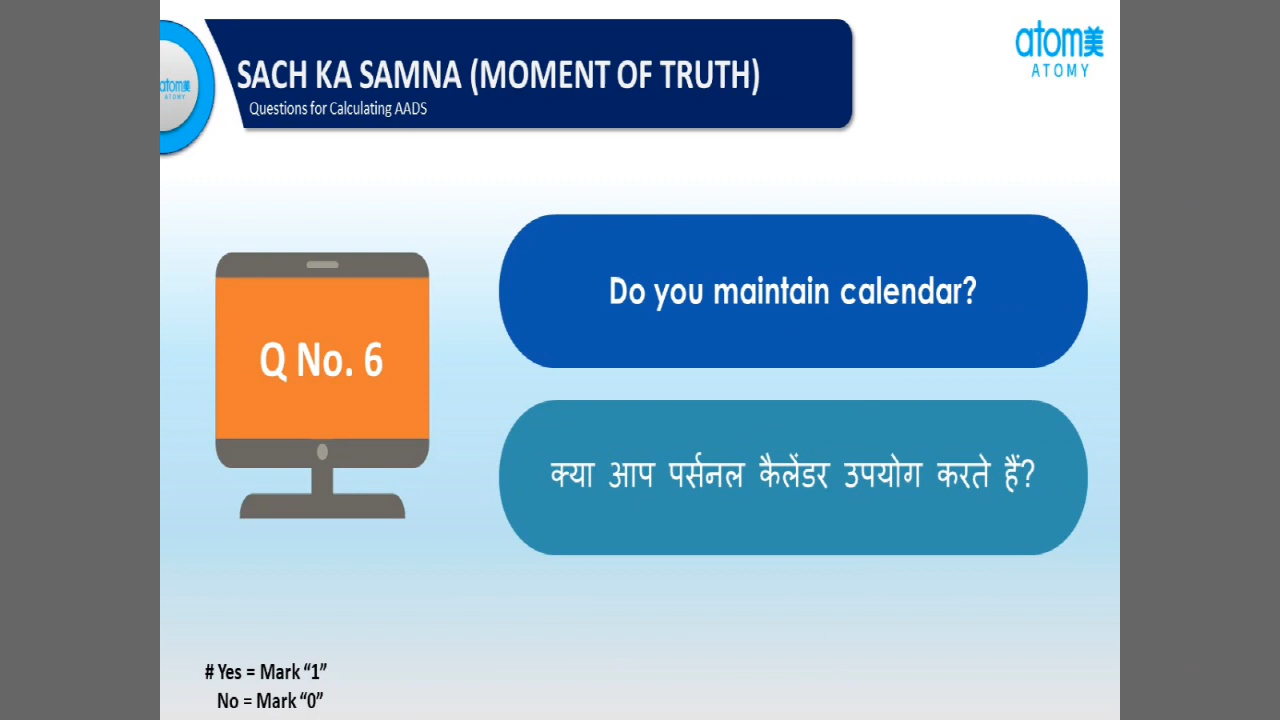 SACH KA SAMNA (MOMENT OF TRUTH)
Questions for Calculating AADS
atom美
ATOMY
atom美
ATOMY
Do you maintain calendar?
Q No. 6
क्या आप पर्सनल कैलेंडर उपयोग करते हैं?
# Yes = Mark “1”
No = Mark “0”